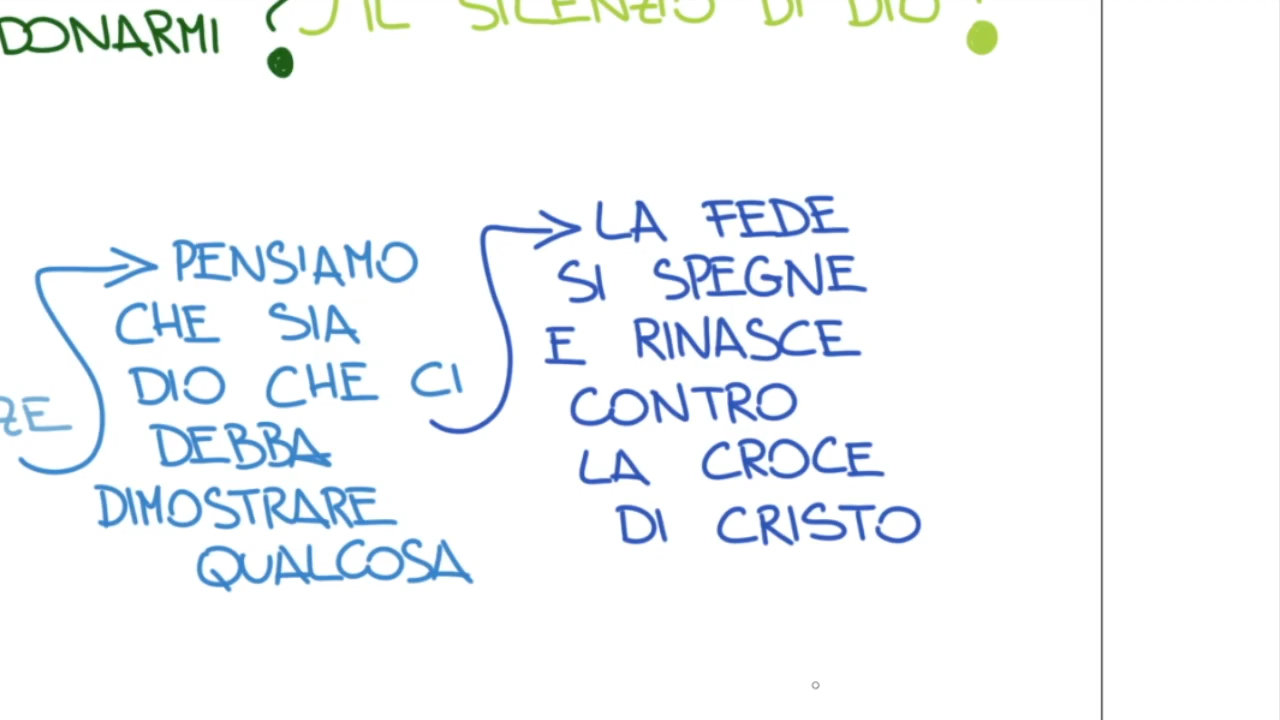 DONARMI ?
IL SILENZIO DI DIO
PENSIAMO
CHE SIA
DIO CHE CI
DEBBA
DIMOSTRARE
QUALCOSA
LA FEDE
SI SPEGNE
E RINASCE
CONTRO
LA CROCE
DI CRISTO
ZE